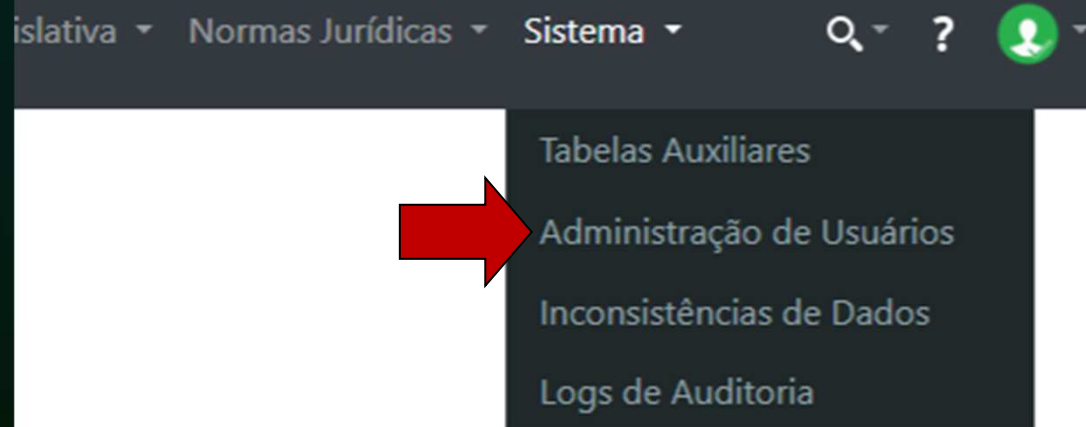 islativa Normas Jurídicas Sistema ?
Tabelas Auxiliares
Administração de Usuários
Inconsistências de Dados
Logs de Auditoria